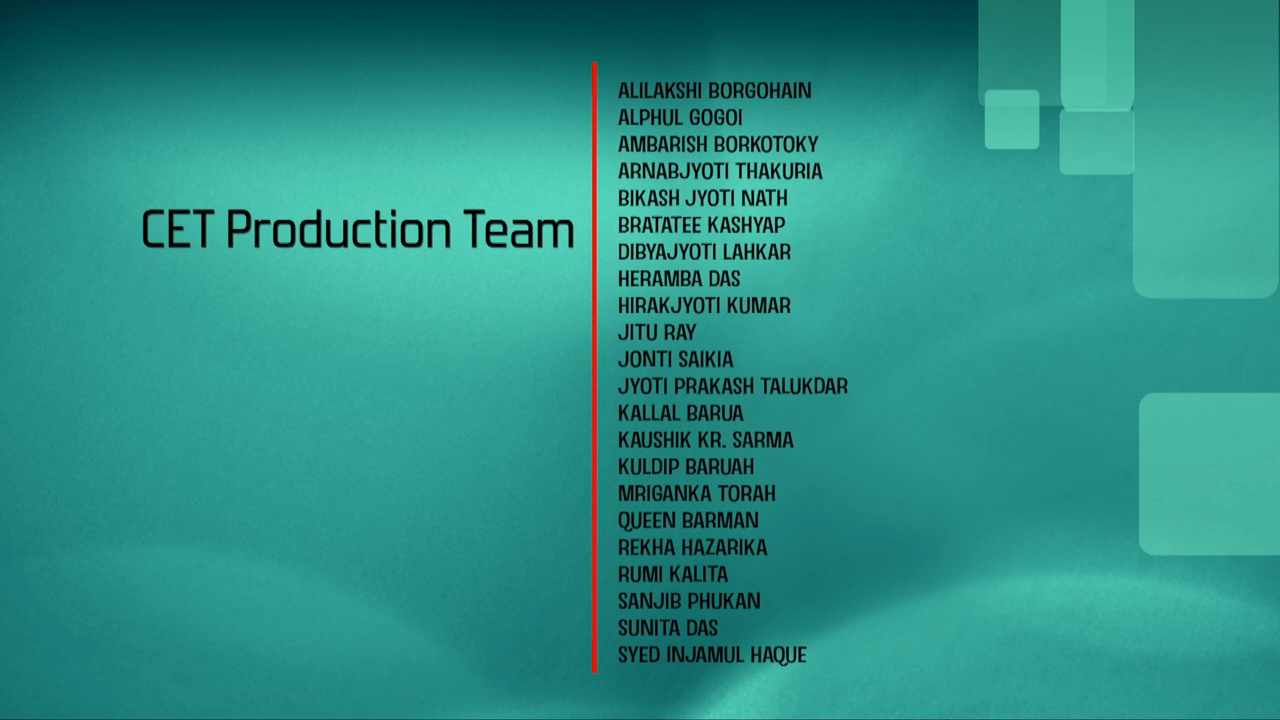 CET Production Team
ALILAKSHI BORGOHAIN
ALPHUL GOGOI
AMBARISH BORKOTOKY
ARNABJYOTI THAKURIA
BIKASH JYOTI NATH
BRATATEE KASHYAP
DIBYAJYOTI LAHKAR
HERAMBA DAS
HIRAKJYOTI KUMAR
JITU RAY
JONTI SAIKIA
JYOTI PRAKASH TALUKDAR
KALLAL BARUA
KAUSHIK KR. SARMA
KULDIP BARUAH
MRIGANKA TORAH
QUEEN BARMAN
REKHA HAZARIKA
RUMI KALITA
SANJIB PHUKAN
SUNITA DAS
SYED INJAMUL HAQUE